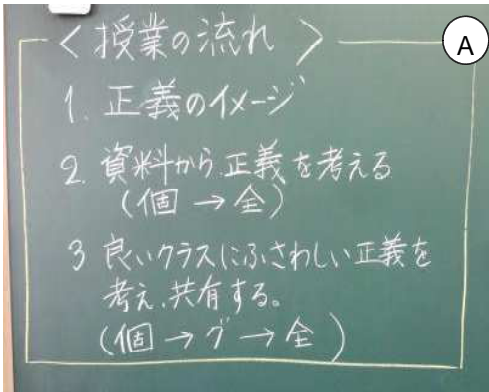 <授業の流れ>
A
1. 正義のイメージ
2. 資料から正義を考える
(個→全)
3 良いクラスにふさわしい正義を
考え、共有する。
(個→グ→全)